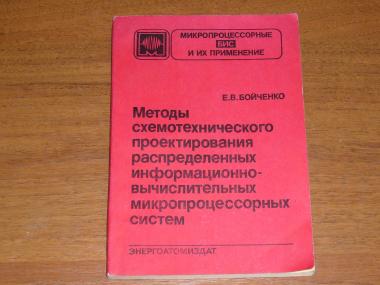 МИКРОПРОЦЕССОРНЫЕ
БИС
И ИХ ПРИМЕНЕНИЕ
Е.В.БОЙЧЕНКО
Методы
схемотехнического
проектирования
распределенных
информационно-
вычислительных
микропроцессорных
систем
ЭНЕРГОАТОМИЗДАТ